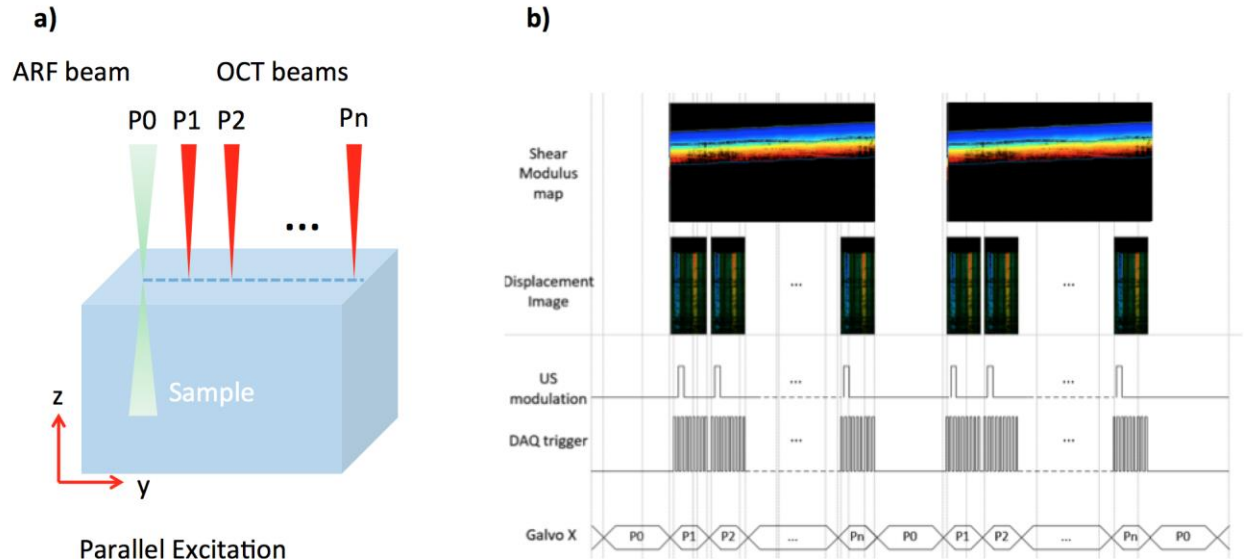 a)
ARF beam
OCT beams
P0 P1 P2 Pn
...
Sample
z
y
Parallel Excitation
b)
Shear
Modulus
map
Displacement
Image
...
...
US
modulation
...
...
DAQ trigger
...
...
Galvo X
P0 P1 P2 ... Pn P0 P1 P2 ... Pn P0